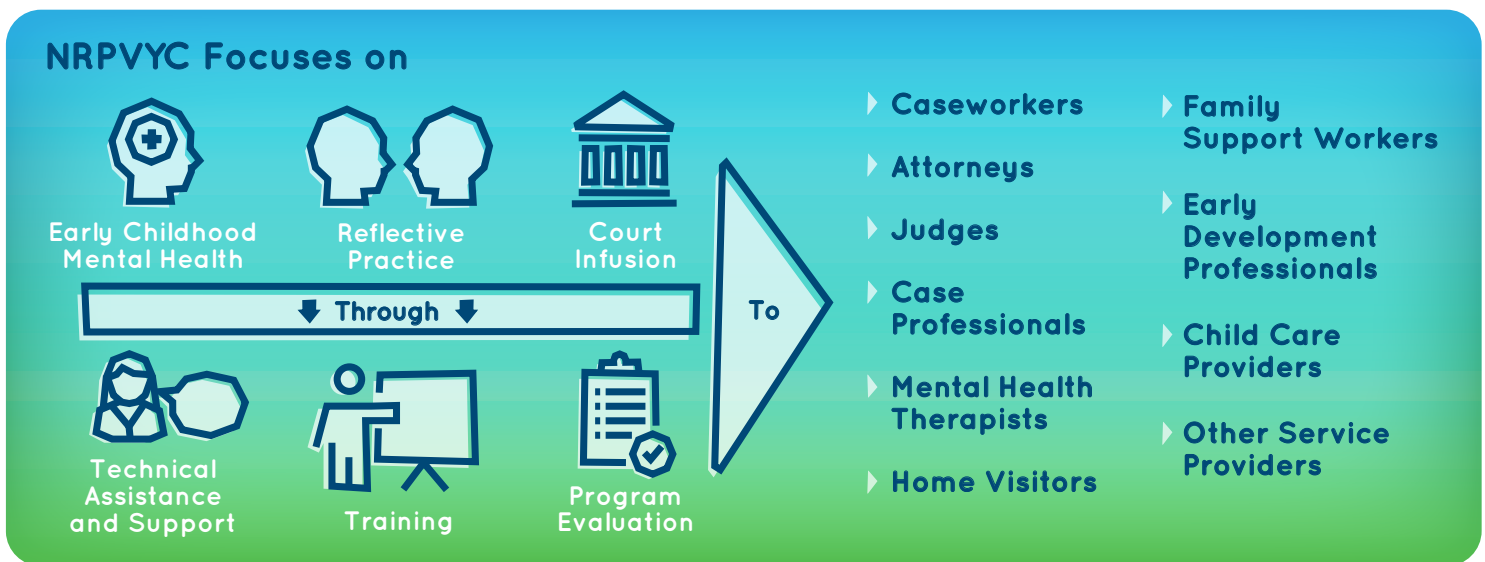 NRPVYC Focuses on
Early Childhood
Mental Health
Reflective
Practice
Court
Infusion
Through
Technical
Assistance
and Support
Training
Program
Evaluation
To
Caseworkers
Attorneys
Judges
Case
Professionals
Mental Health
Therapists
Home Visitors
Family
Support Workers
Early
Development
Professionals
Child Care
Providers
Other Service
Providers